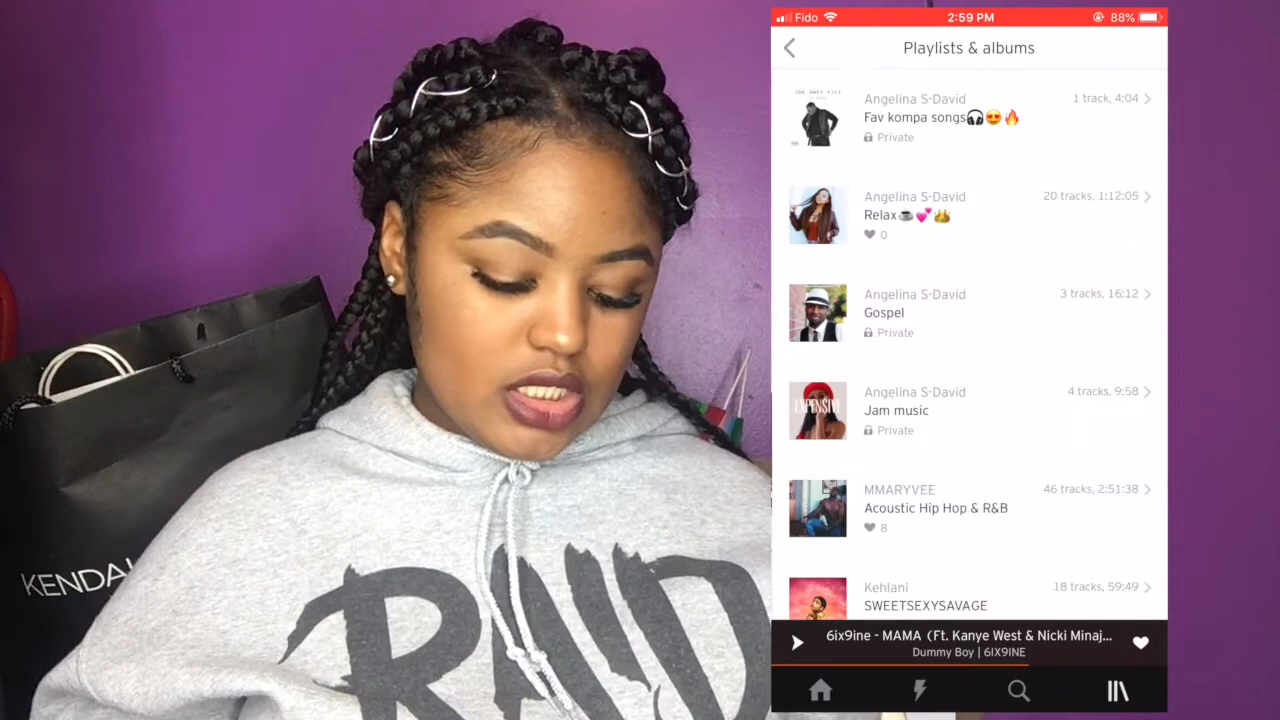 KENDA
RAID
Fido
2:59 PM
88%
Playlists & albums
Angelina S-David
1 track, 4:04
Fav kompa songs🎧😍🔥
Private
Angelina S-David
20 tracks, 1:12:05
Relax☕💕👑
0
Angelina S-David
3 tracks, 16:12
Gospel
Private
Angelina S-David
4 tracks, 9:58
EXPENSIVE
Jam music
Private
MMARYVEE
46 tracks, 2:51:38
Acoustic Hip Hop & R&B
8
Kehlani
18 tracks, 59:49
SWEETSEXYSAVAGE
6ix9ine - MAMA (Ft. Kanye West & Nicki Minaj...
Dummy Boy | 6IX9INE